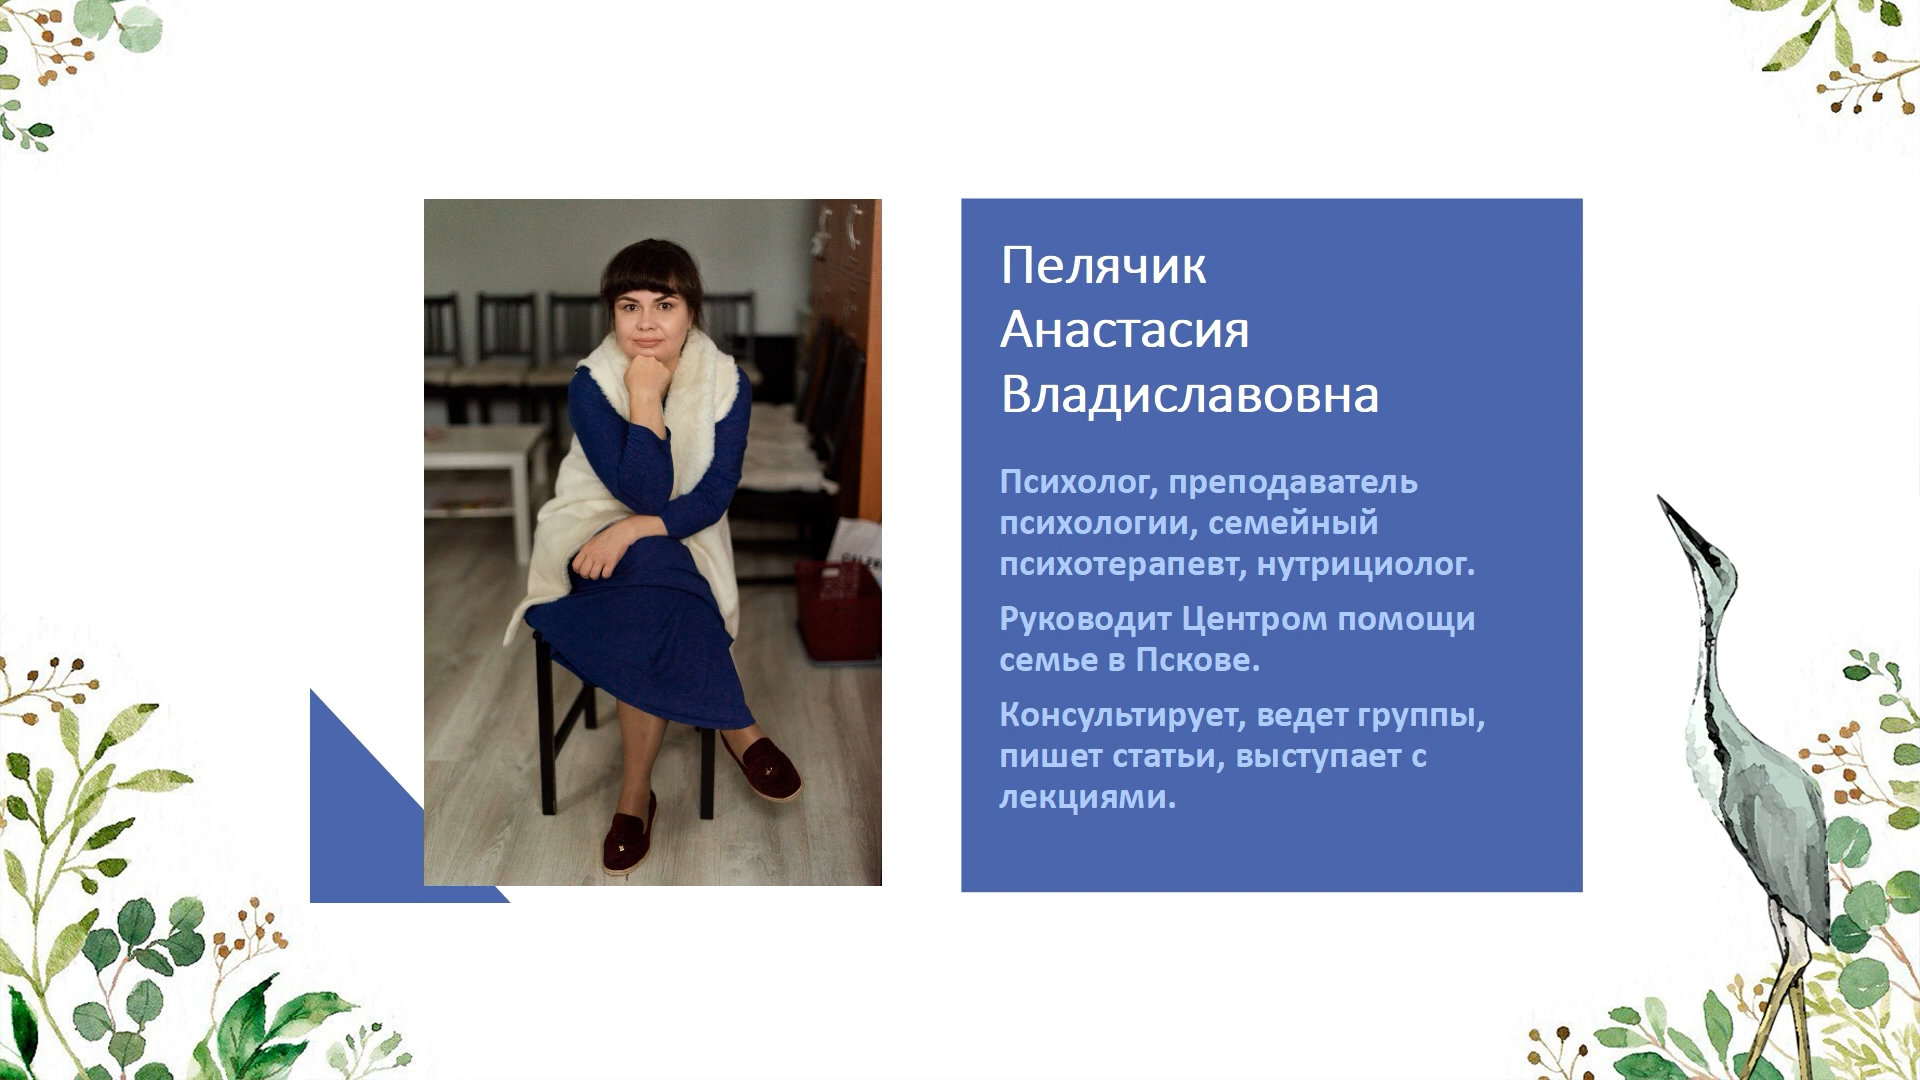 Пелячик
Анастасия
Владиславовна
Психолог, преподаватель
психологии, семейный
психотерапевт, нутрициолог.
Руководит Центром помощи
семье в Пскове.
Консультирует, ведет группы,
пишет статьи, выступает с
лекциями.